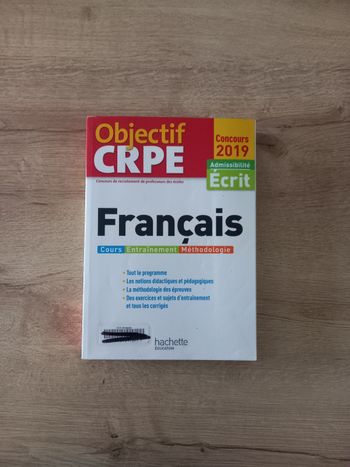 Objectif
CRPE
Concours de recrutement de professeurs des écoles
Concours
2019
Admissibilité
Écrit
Français
Cours Entraînement Méthodologie
• Tout le programme
• Les notions didactiques et pédagogiques
• La méthodologie des épreuves
• Des exercices et sujets d'entraînement
et tous les corrigés
hachette
ÉDUCATION